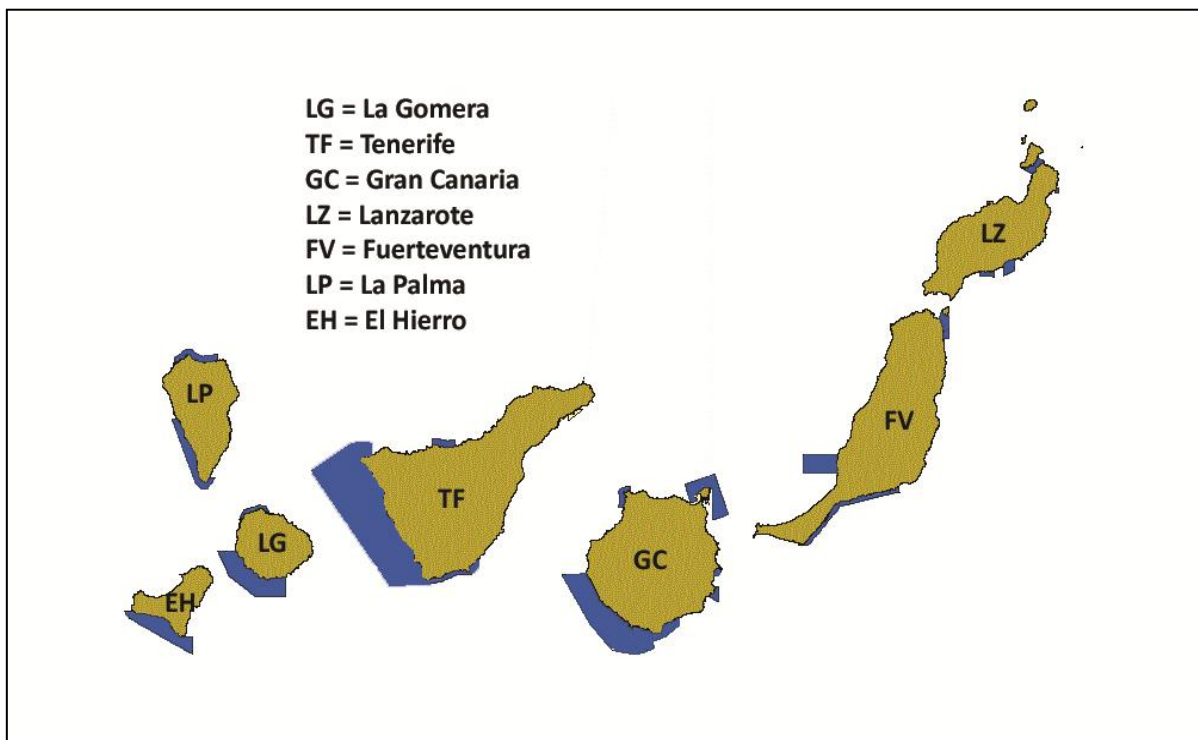 LG = La Gomera
TF = Tenerife
GC = Gran Canaria
LZ = Lanzarote
FV = Fuerteventura
LP = La Palma
EH = El Hierro
LZ
LP
FV
TF
LG
GC
EH